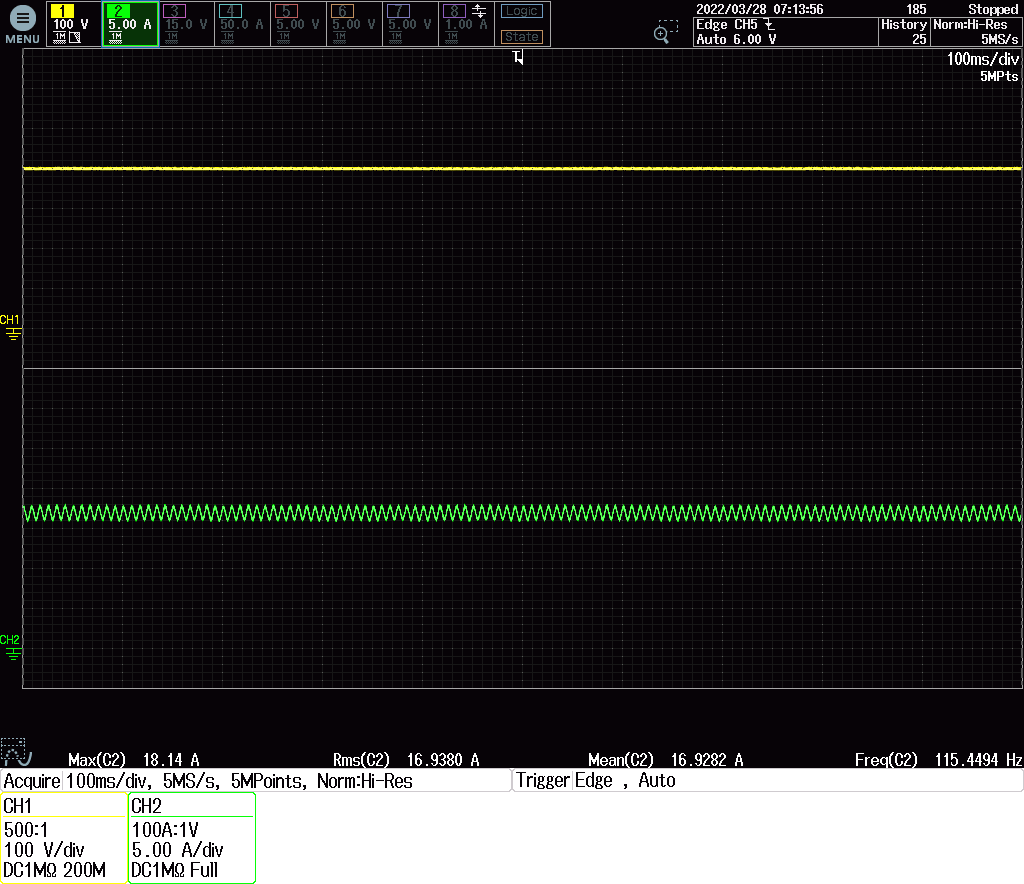 1 2 3 4 5 6 7 8 Logic 2022/03/28 07:13:56 185 Stopped
100 V 5.00 A 15.0 V 50.0 A 5.00 V 5.00 V 5.00 V 1.00 A Edge CH5 History Norm:Hi-Res
MENU 1M 1M 1M 1M 1M 1M 1M 1M State Auto 6.00 V 25 5MS/s
T 100ms/div
5MPts
CH1
CH2
Max(C2) 18.14 A Rms(C2) 16.9380 A Mean(C2) 16.9282 A Freq(C2) 115.4494 Hz
Acquire 100ms/div, 5MS/s, 5MPoints, Norm:Hi-Res Trigger Edge , Auto
CH1 CH2
500:1 100A:1V
100 V/div 5.00 A/div
DC1MΩ 200M DC1MΩ Full